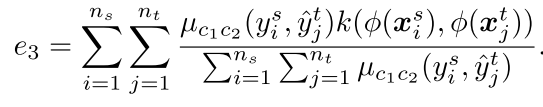 e_3 = \sum_{i=1}^{n_s} \sum_{j=1}^{n_t} \frac{\mu_{c_1 c_2}(y_i^s, \hat{y}_j^t) k(\phi(\boldsymbol{x}_i^s), \phi(\boldsymbol{x}_j^t))}{\sum_{i=1}^{n_s} \sum_{j=1}^{n_t} \mu_{c_1 c_2}(y_i^s, \hat{y}_j^t)}.